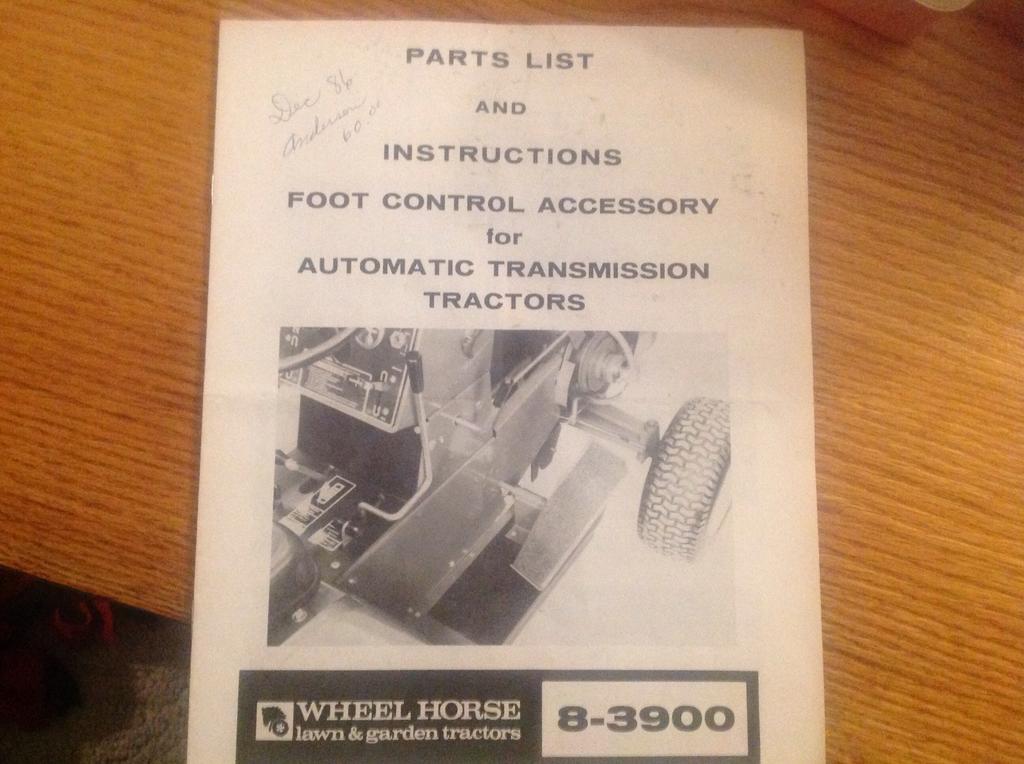 PARTS LIST
Dec 86
Anderson
60.00
AND
INSTRUCTIONS
FOOT CONTROL ACCESSORY
for
AUTOMATIC TRANSMISSION
TRACTORS
WHEEL HORSE
lawn & garden tractors
8-3900